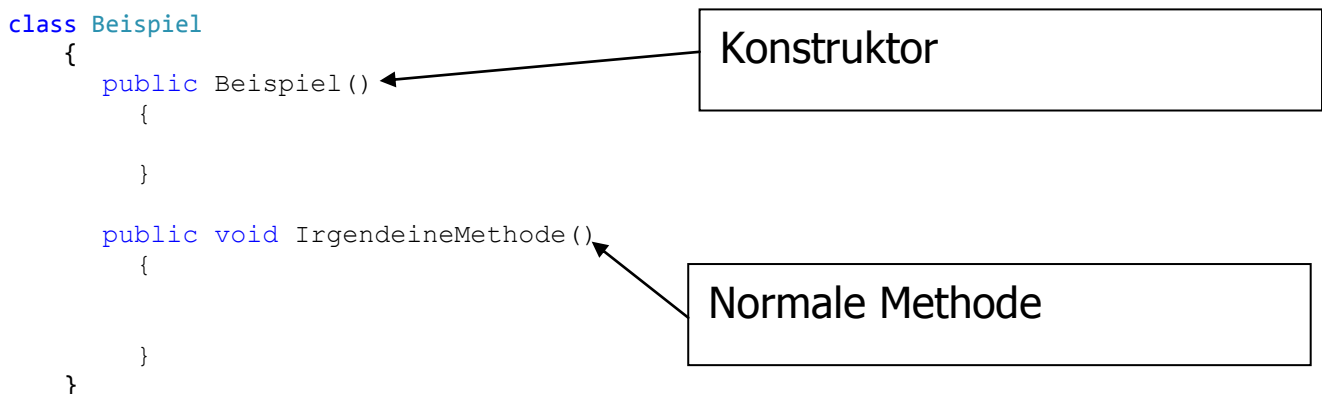 class Beispiel
Konstruktor
{
public Beispiel()
{
}
public void IrgendeineMethode()
{
Normale Methode
}
}